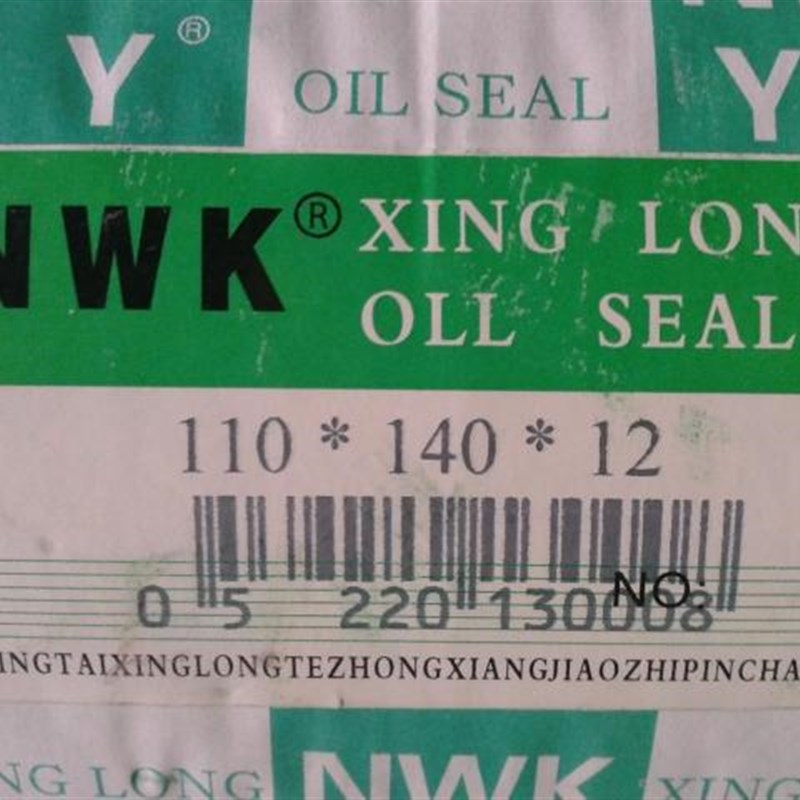 Y® OIL SEAL Y
NWK® XING LON
OLL SEAL
110 * 140 * 12
NO:
0 5 220 130008
INGTAIXINGLONGTEZHONGXIANGJIAOZHIPINCHA
NG LONG NWK XING